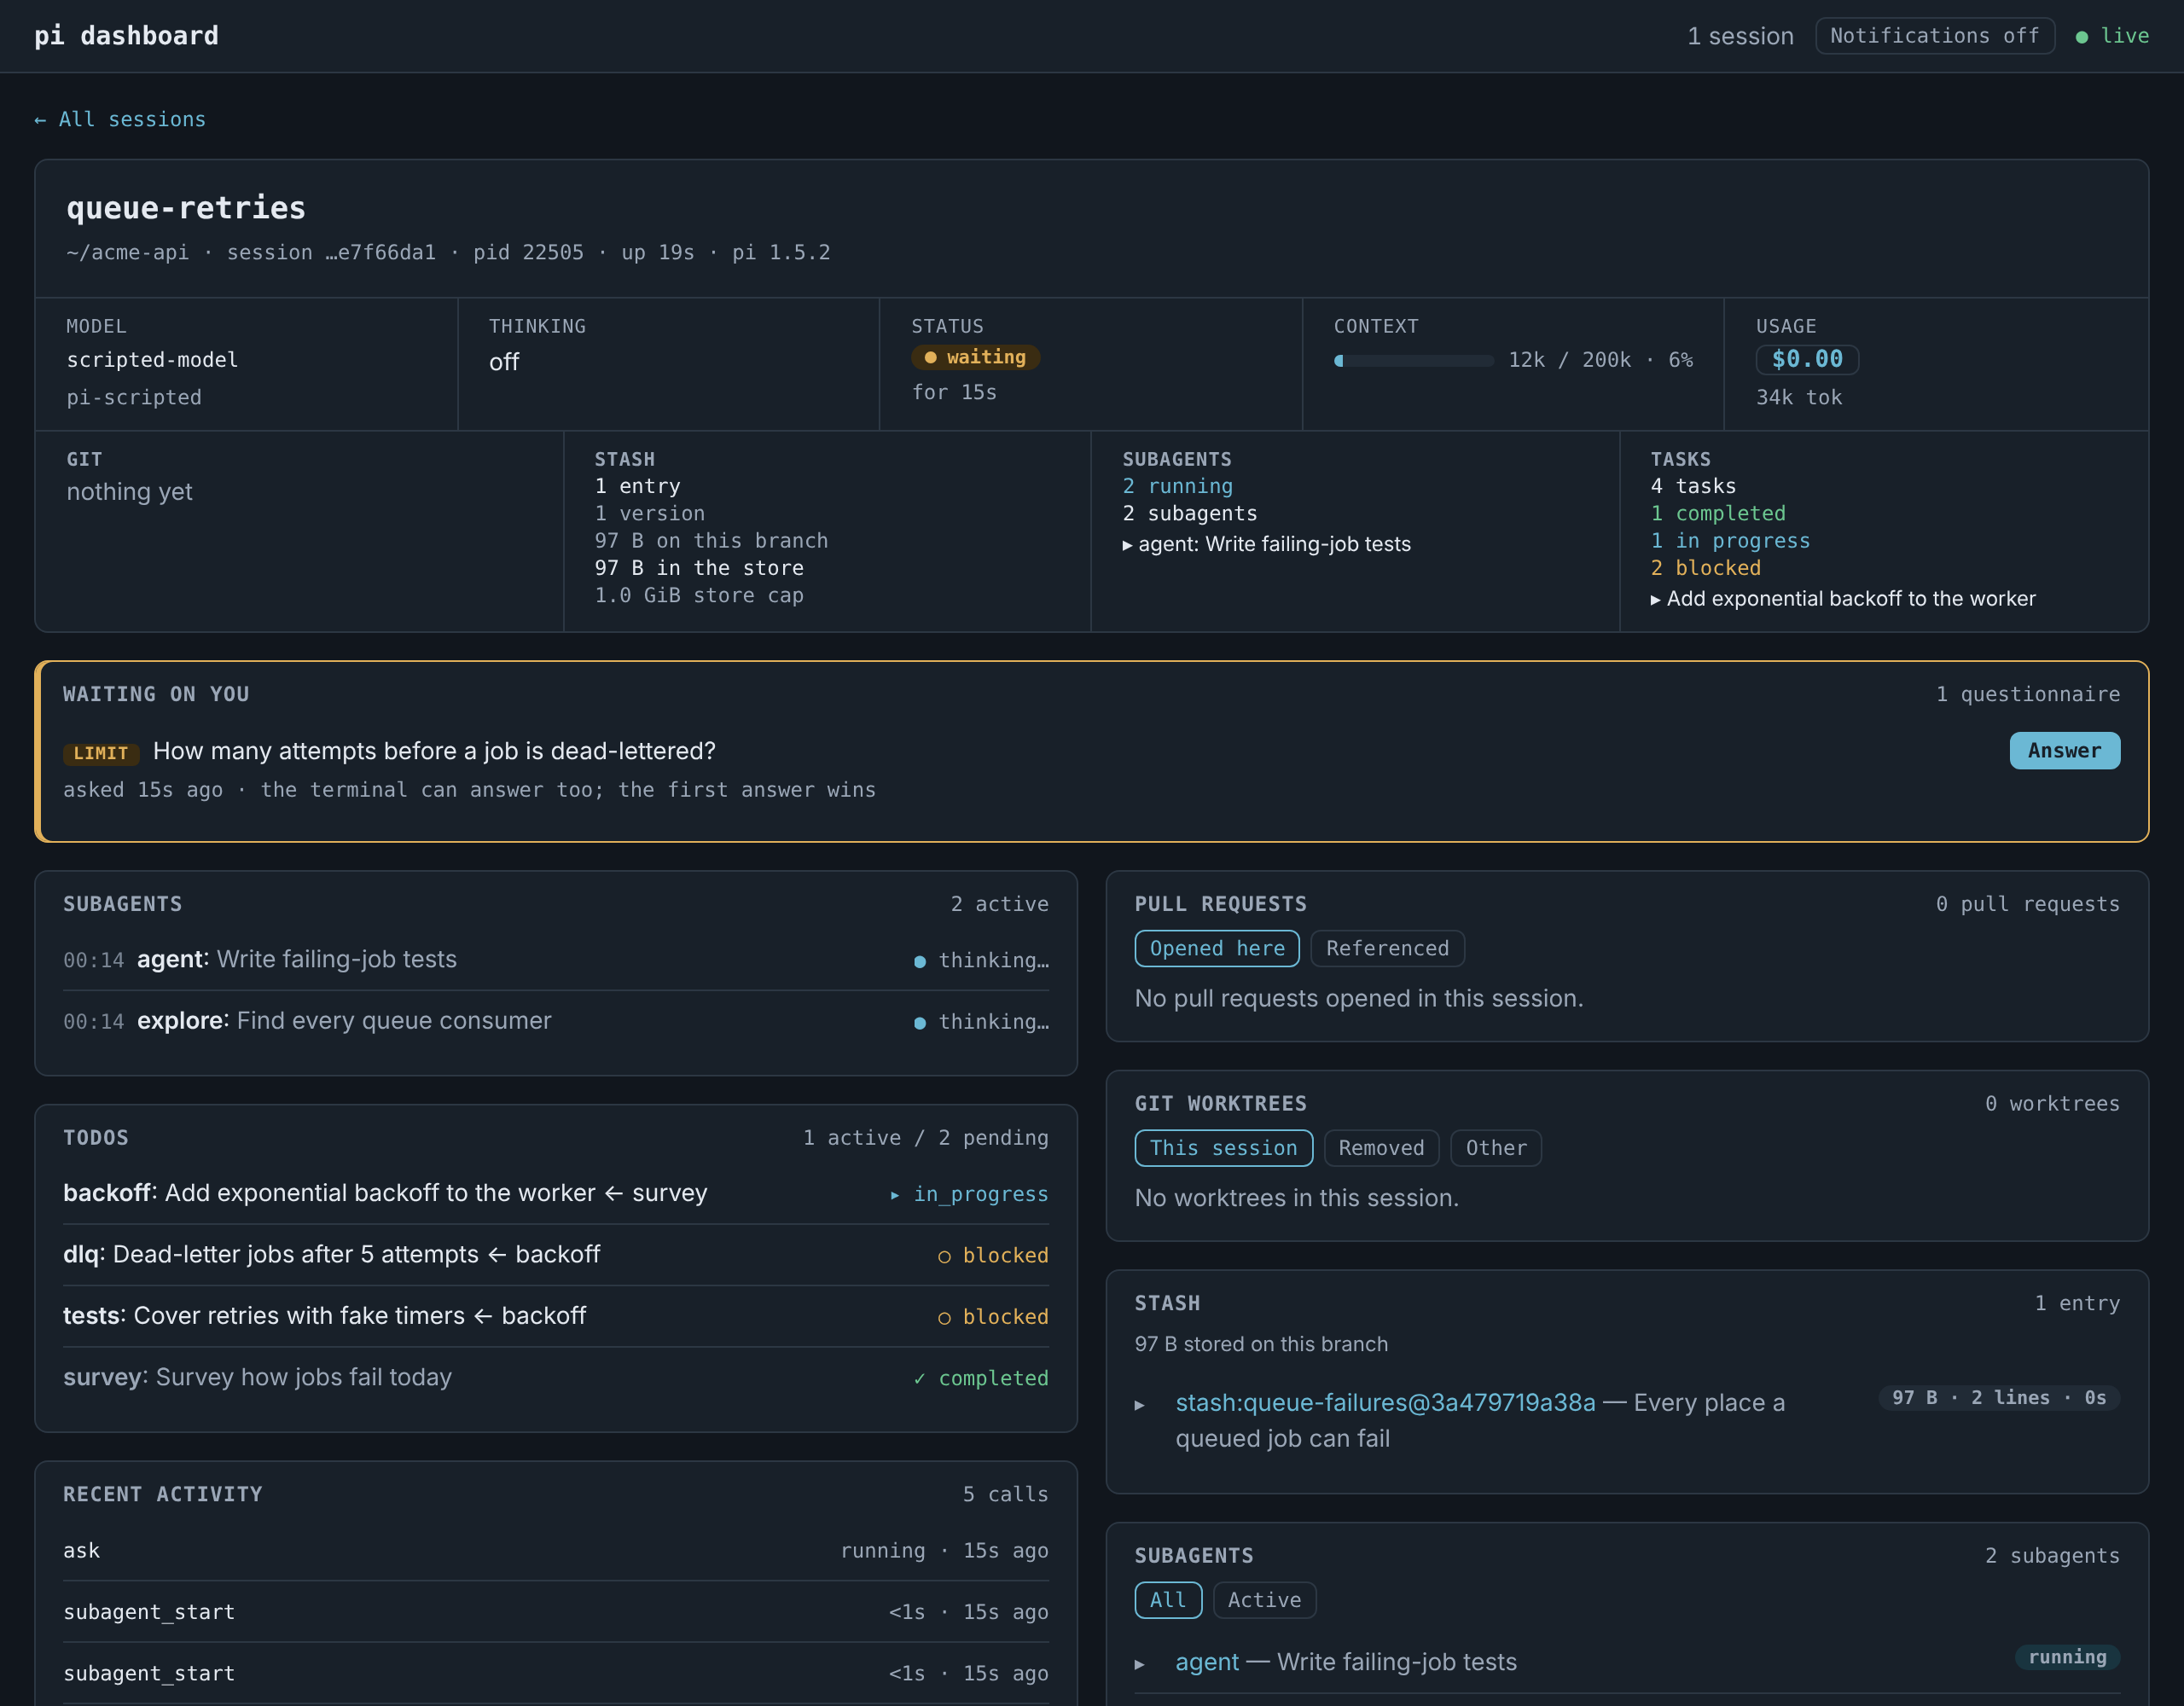 pi dashboard
1 session
Notifications off
● live
← All sessions
queue-retries
~/acme-api · session …e7f66da1 · pid 22505 · up 19s · pi 1.5.2
MODEL
scripted-model
pi-scripted
THINKING
off
STATUS
● waiting
for 15s
CONTEXT
12k / 200k · 6%
USAGE
$0.00
34k tok
GIT
nothing yet
STASH
1 entry
1 version
97 B on this branch
97 B in the store
1.0 GiB store cap
SUBAGENTS
2 running
2 subagents
▸ agent: Write failing-job tests
TASKS
4 tasks
1 completed
1 in progress
2 blocked
▸ Add exponential backoff to the worker
WAITING ON YOU
1 questionnaire
LIMIT How many attempts before a job is dead-lettered?
Answer
asked 15s ago · the terminal can answer too; the first answer wins
SUBAGENTS
2 active
00:14 agent: Write failing-job tests
● thinking…
00:14 explore: Find every queue consumer
● thinking…
TODOS
1 active / 2 pending
backoff: Add exponential backoff to the worker ← survey
▸ in_progress
dlq: Dead-letter jobs after 5 attempts ← backoff
○ blocked
tests: Cover retries with fake timers ← backoff
○ blocked
survey: Survey how jobs fail today
✓ completed
RECENT ACTIVITY
5 calls
ask
running · 15s ago
subagent_start
<1s · 15s ago
subagent_start
<1s · 15s ago
PULL REQUESTS
0 pull requests
Opened here
Referenced
No pull requests opened in this session.
GIT WORKTREES
0 worktrees
This session
Removed
Other
No worktrees in this session.
STASH
1 entry
97 B stored on this branch
▸ stash:queue-failures@3a479719a38a — Every place a
queued job can fail
97 B · 2 lines · 0s
SUBAGENTS
2 subagents
All
Active
▸ agent — Write failing-job tests
running